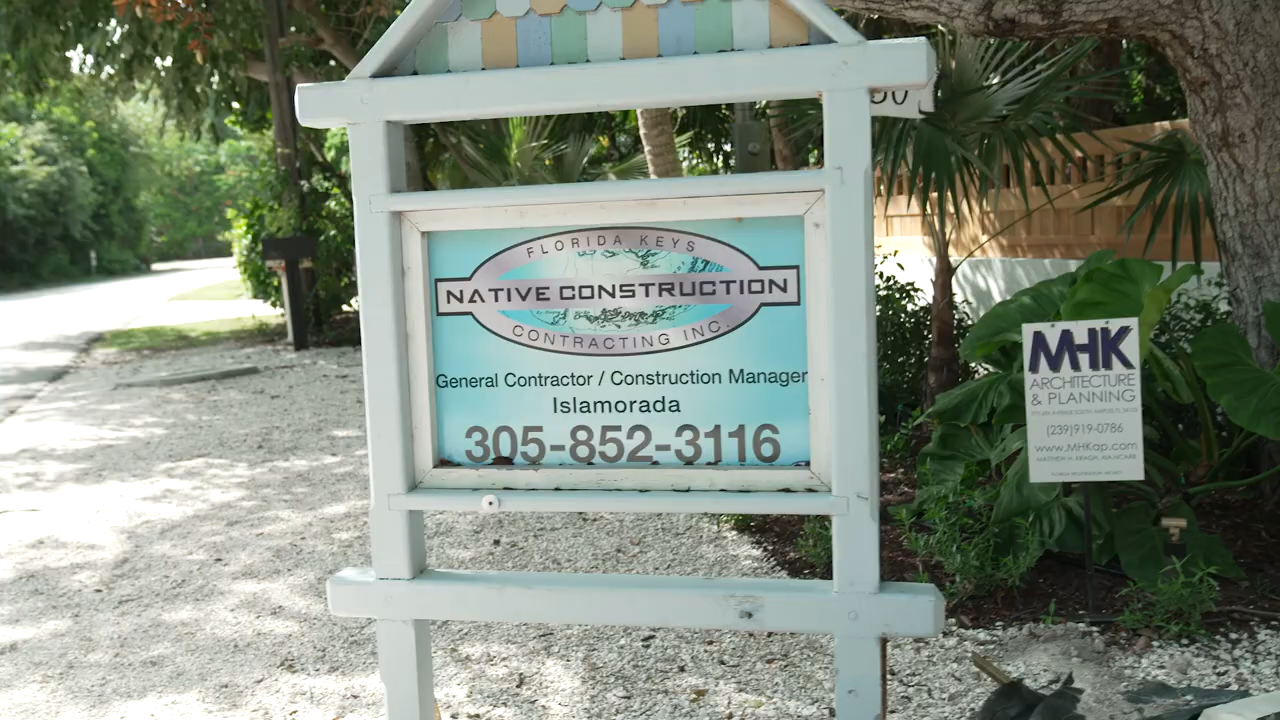 50
FLORIDA KEYS
NATIVE CONSTRUCTION
CONTRACTING INC.
General Contractor / Construction Manager
Islamorada
305-852-3116
MHK
ARCHITECTURE
& PLANNING
(239)919-0786
www.MHKap.com